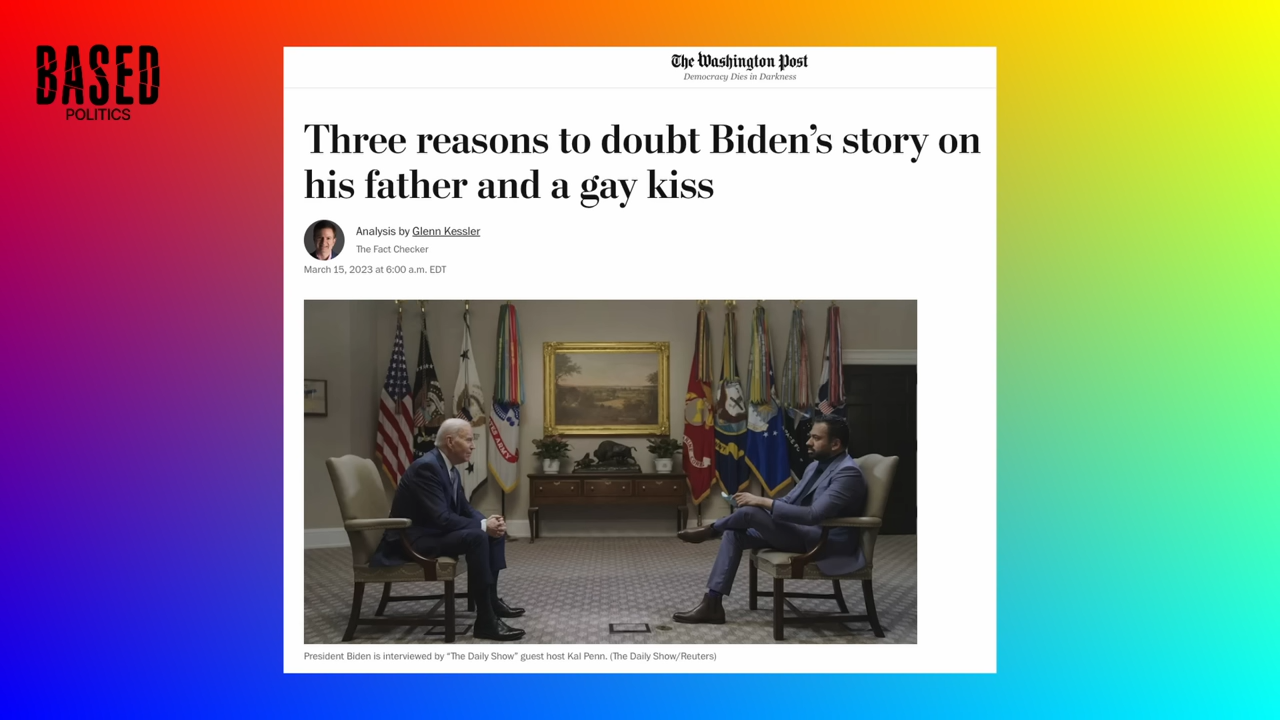 BASED
POLITICS
The Washington Post
Democracy Dies in Darkness
Three reasons to doubt Biden’s story on
his father and a gay kiss
Analysis by Glenn Kessler
The Fact Checker
March 15, 2023 at 6:00 a.m. EDT
President Biden is interviewed by “The Daily Show” guest host Kal Penn. (The Daily Show/Reuters)